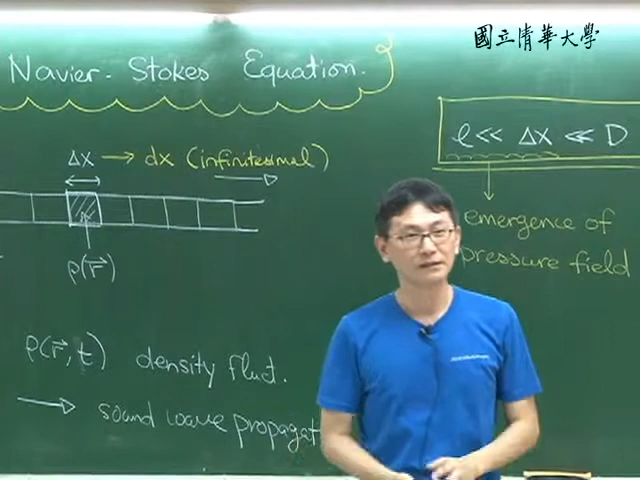 國立清華大學
Navier-Stokes Equation.
Δx → dx (infinitesimal)
ρ(r⃗)
ρ(r⃗,t) density fluct.
→ sound wave propagat
ℓ << Δx << D
emergence of
pressure field